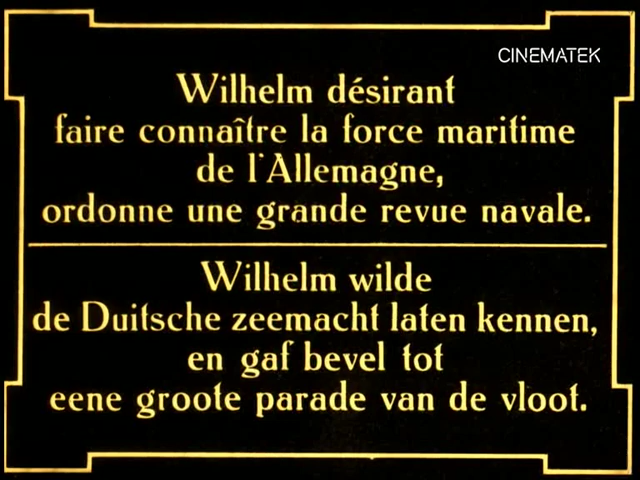 CINEMATEK
Wilhelm désirant
faire connaître la force maritime
de l'Allemagne,
ordonne une grande revue navale.
Wilhelm wilde
de Duitsche zeemacht laten kennen,
en gaf bevel tot
eene groote parade van de vloot.